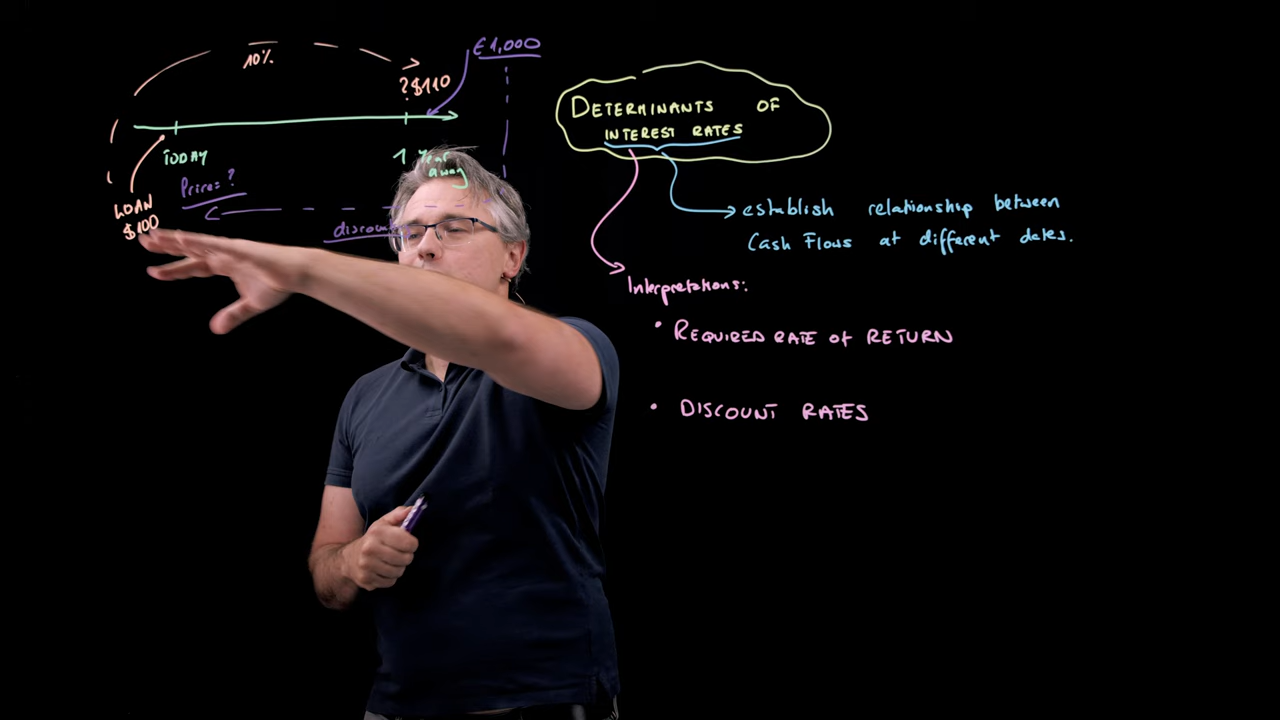 10%
€1,000
? $110
TODAY
1 Year
away
Price = ?
LOAN
$100
DETERMINANTS OF
INTEREST RATES
establish relationship between
Cash Flows at different dates.
Interpretations:
• REQUIRED RATE OF RETURN
• DISCOUNT RATES